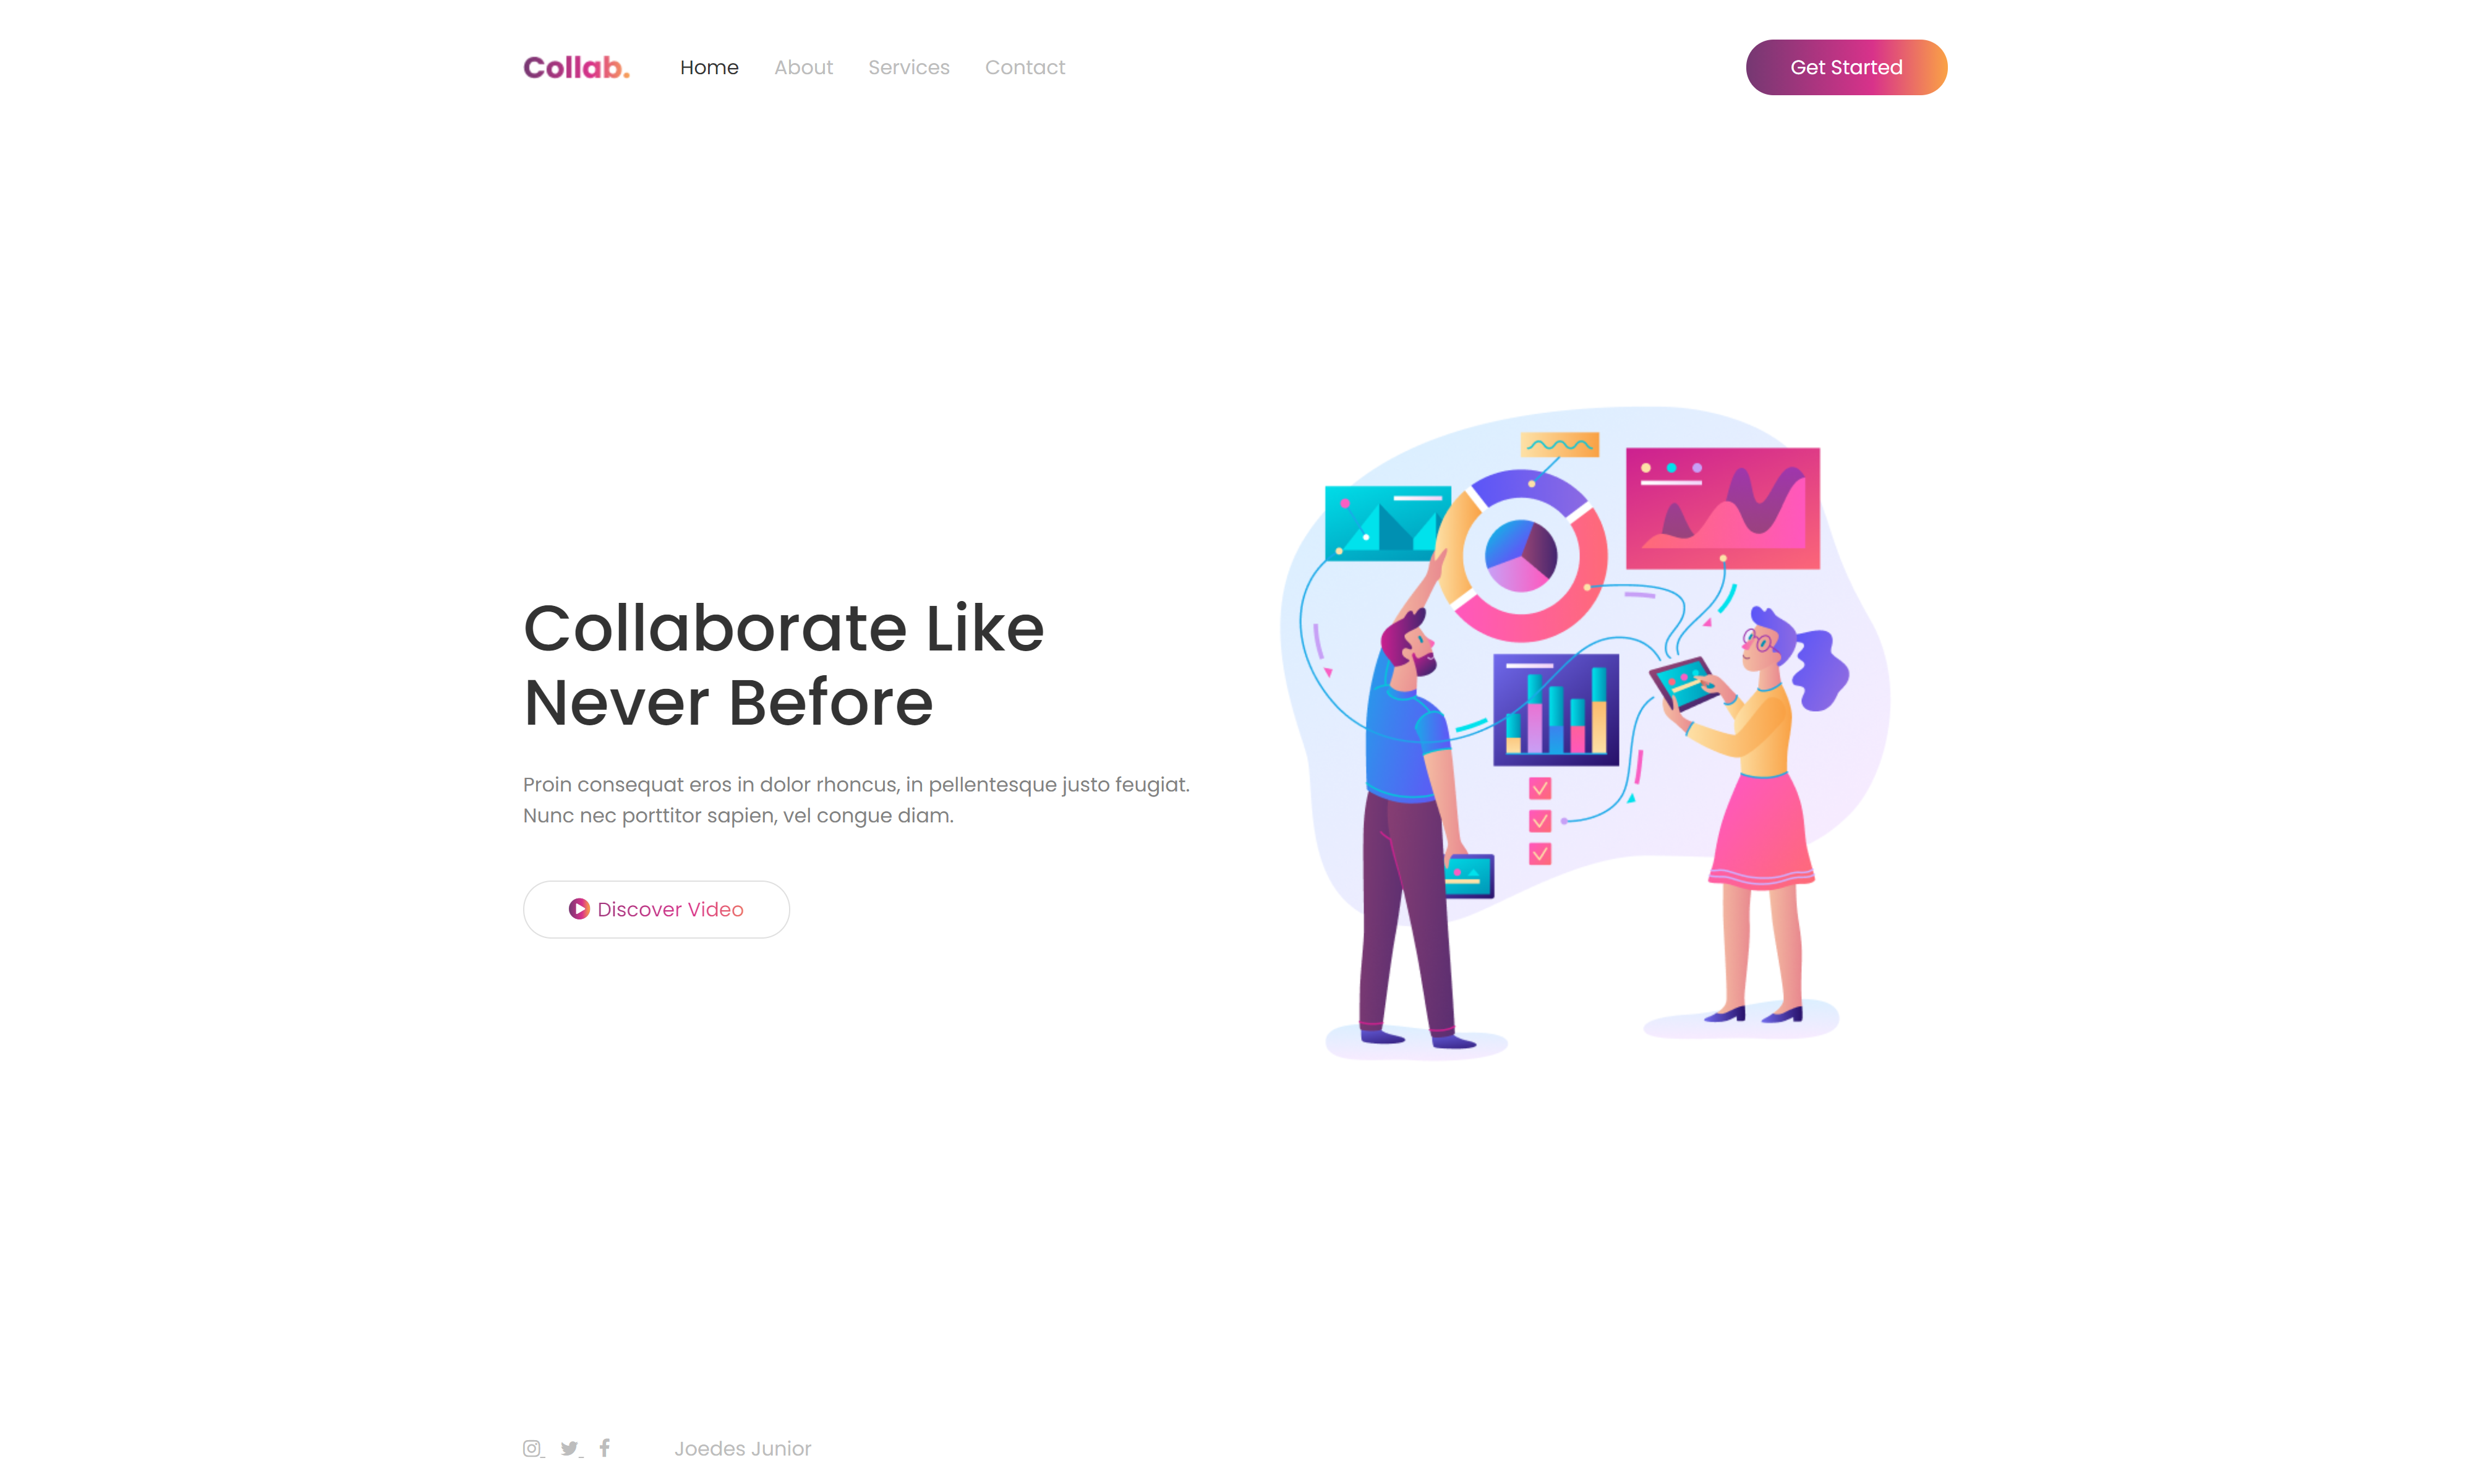 Collab.
Home About Services Contact
Get Started
Collaborate Like
Never Before
Proin consequat eros in dolor rhoncus, in pellentesque justo feugiat.
Nunc nec porttitor sapien, vel congue diam.
Discover Video
Joedes Junior